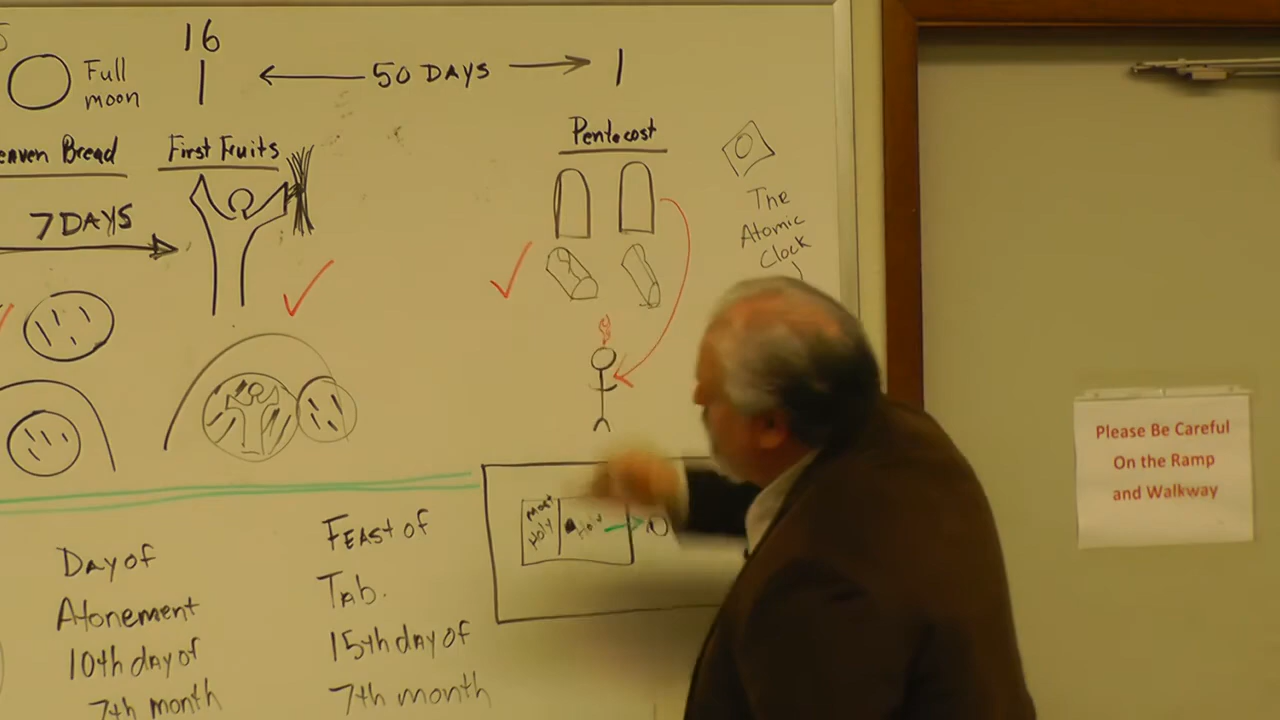 16
Full
moon
1
50 DAYS
1
Bread
First Fruits
Pentecost
7 DAYS
The
Atomic
Clock
Please Be Careful
On the Ramp
and Walkway
Most
Holy
Day of
Atonement
10th day of
7th month
Feast of
Tab.
15th day of
7th month